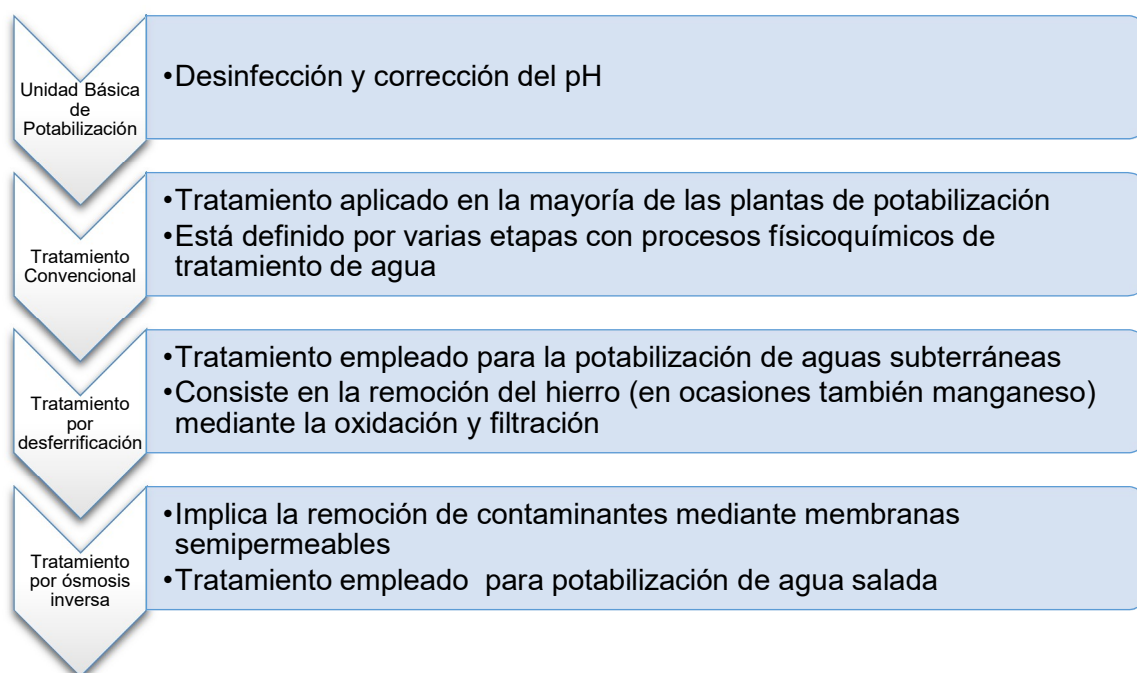 Unidad Básica
de
Potabilización
•Desinfección y corrección del pH
Tratamiento
Convencional
•Tratamiento aplicado en la mayoría de las plantas de potabilización
•Está definido por varias etapas con procesos físicoquímicos de
tratamiento de agua
Tratamiento
por
desferrificación
•Tratamiento empleado para la potabilización de aguas subterráneas
•Consiste en la remoción del hierro (en ocasiones también manganeso)
mediante la oxidación y filtración
Tratamiento
por ósmosis
inversa
•Implica la remoción de contaminantes mediante membranas
semipermeables
•Tratamiento empleado  para potabilización de agua salada